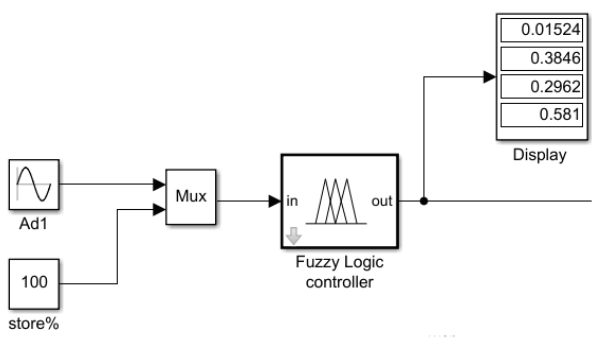 0.01524
0.3846
0.2962
0.581
Display
Ad1
Mux
in
out
Fuzzy Logic
controller
100
store%